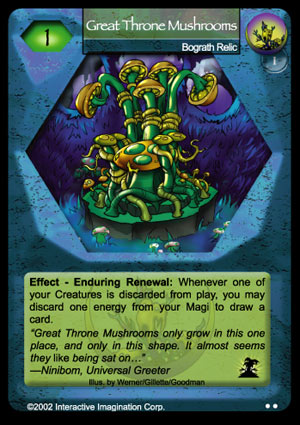 Great Throne Mushrooms
1
Bograth Relic
Effect - Enduring Renewal: Whenever one
of your Creatures is discarded from play, you may
discard one energy from your Magi to draw a
card.
“Great Throne Mushrooms only grow in this one
place, and only in this shape. It almost seems
they like being sat on…”
—Ninibom, Universal Greeter
Illus. by Werner/Gillette/Goodman
©2002 Interactive Imagination Corp.